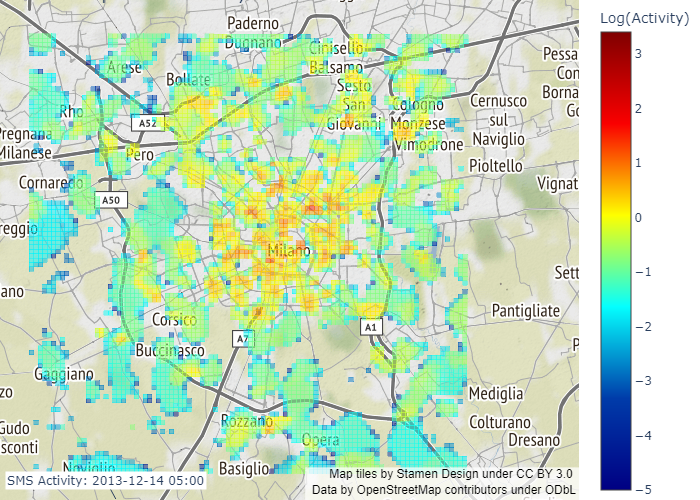 Log(Activity)
Paderno
Dugnano
Cinisello
Balsamo
Arese
Bollate
Sesto
San
Giovanni
Cologno
Monzese
Vimodrone
Cernusco
sul
Naviglio
Pioltello
Pessa
Con
Borna
Go
Rho
A52
Pregnana
Milanese
Pero
Cornaredo
A50
reggio
Vignat
Milano
Sett
ano
Corsico
A7
A1
Pantigliate
P
Buccinasco
Gaggiano
zo
Mediglia
Rozzano
Opera
Colturano
Dresano
Gudo
sconti
Noviglio
Basiglio
3
2
1
0
−1
−2
−3
−4
−5
SMS Activity: 2013-12-14 05:00
Map tiles by Stamen Design under CC BY 3.0
Data by OpenStreetMap contributors under ODbL